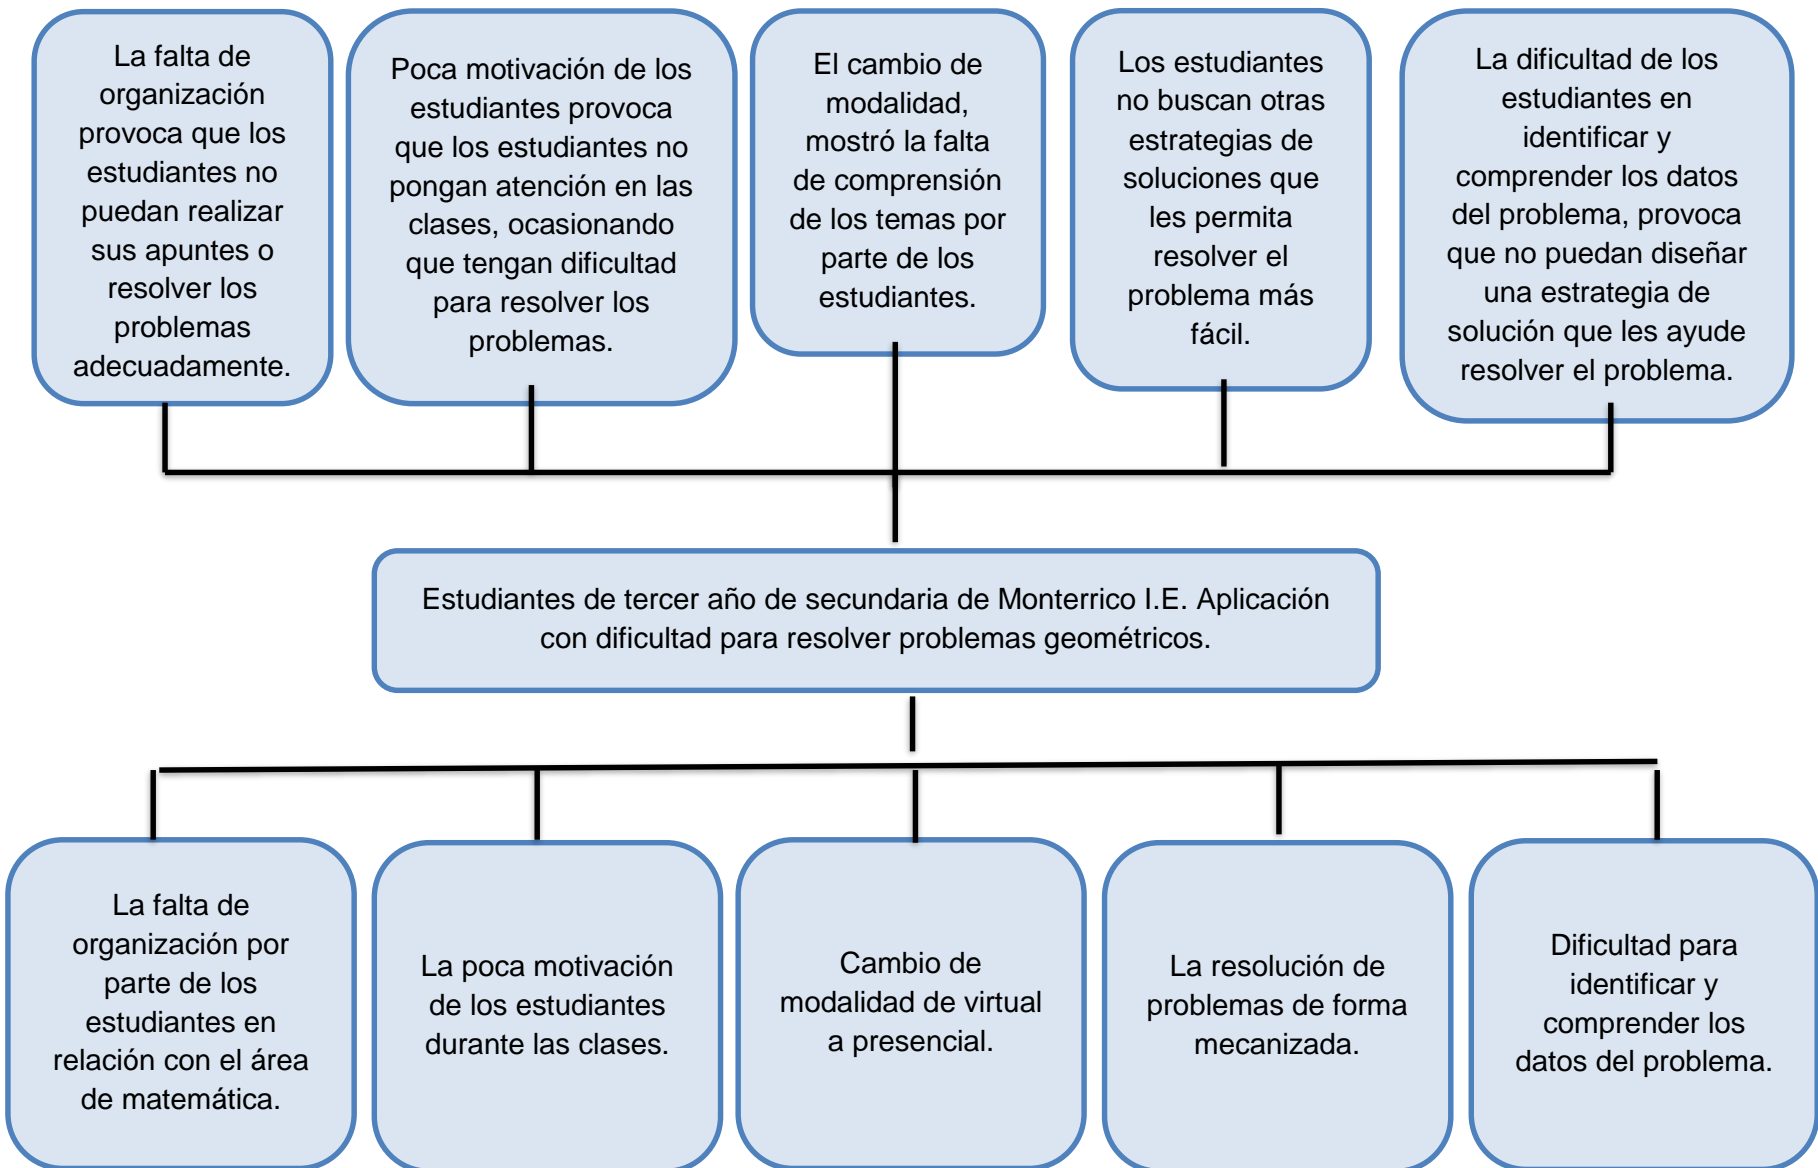 La falta de
organización
provoca que los
estudiantes no
puedan realizar
sus apuntes o
resolver los
problemas
adecuadamente.
Poca motivación de los
estudiantes provoca
que los estudiantes no
pongan atención en las
clases, ocasionando
que tengan dificultad
para resolver los
problemas.
El cambio de
modalidad,
mostró la falta
de comprensión
de los temas por
parte de los
estudiantes.
Los estudiantes
no buscan otras
estrategias de
soluciones que
les permita
resolver el
problema más
fácil.
La dificultad de los
estudiantes en
identificar y
comprender los datos
del problema, provoca
que no puedan diseñar
una estrategia de
solución que les ayude
resolver el problema.
Estudiantes de tercer año de secundaria de Monterrico I.E. Aplicación
con dificultad para resolver problemas geométricos.
La falta de
organización por
parte de los
estudiantes en
relación con el área
de matemática.
La poca motivación
de los estudiantes
durante las clases.
Cambio de
modalidad de virtual
a presencial.
La resolución de
problemas de forma
mecanizada.
Dificultad para
identificar y
comprender los
datos del problema.